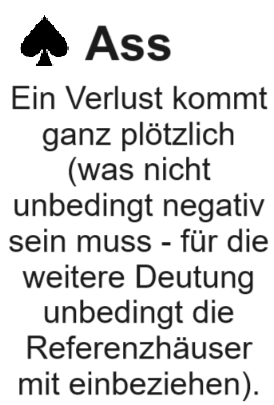 ♠ Ass
Ein Verlust kommt
ganz plötzlich
(was nicht
unbedingt negativ
sein muss - für die
weitere Deutung
unbedingt die
Referenzhäuser
mit einbeziehen).